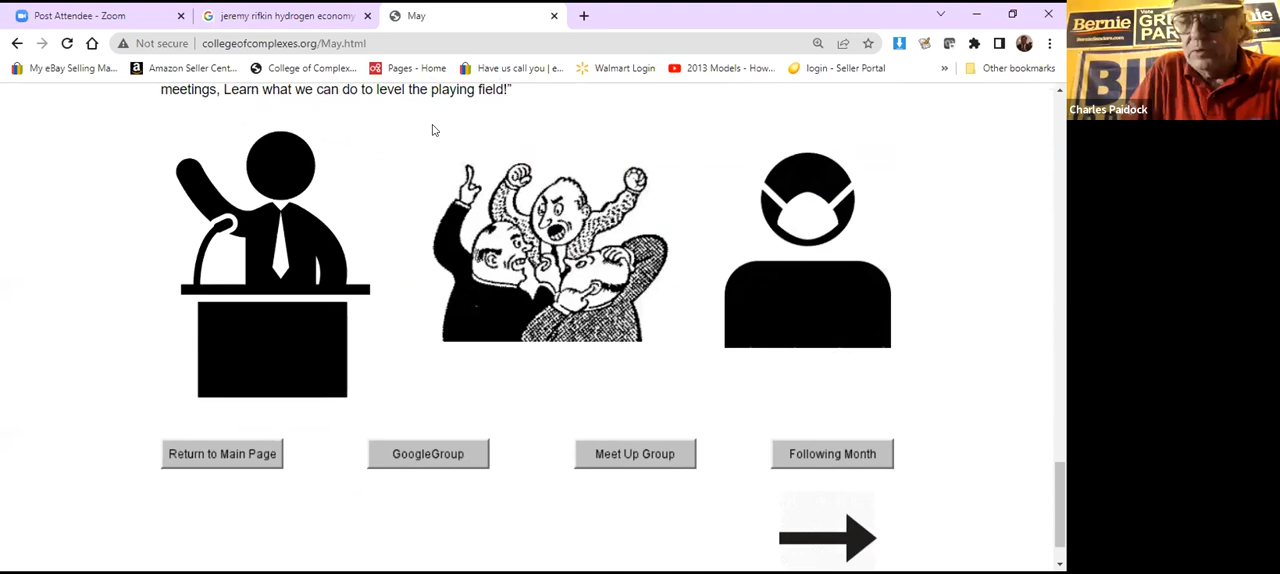 Post Attendee - Zoom
jeremy rifkin hydrogen economy
May
Not secure
collegeofcomplexes.org/May.html
My eBay Selling Ma...
Amazon Seller Cent...
College of Complex...
Pages - Home
Have us call you | e...
Walmart Login
2013 Models - How...
login - Seller Portal
»
Other bookmarks
meetings, Learn what we can do to level the playing field!”
Return to Main Page
GoogleGroup
Meet Up Group
Following Month
Bernie
Vote
GRE
PAR
Charles Paidock